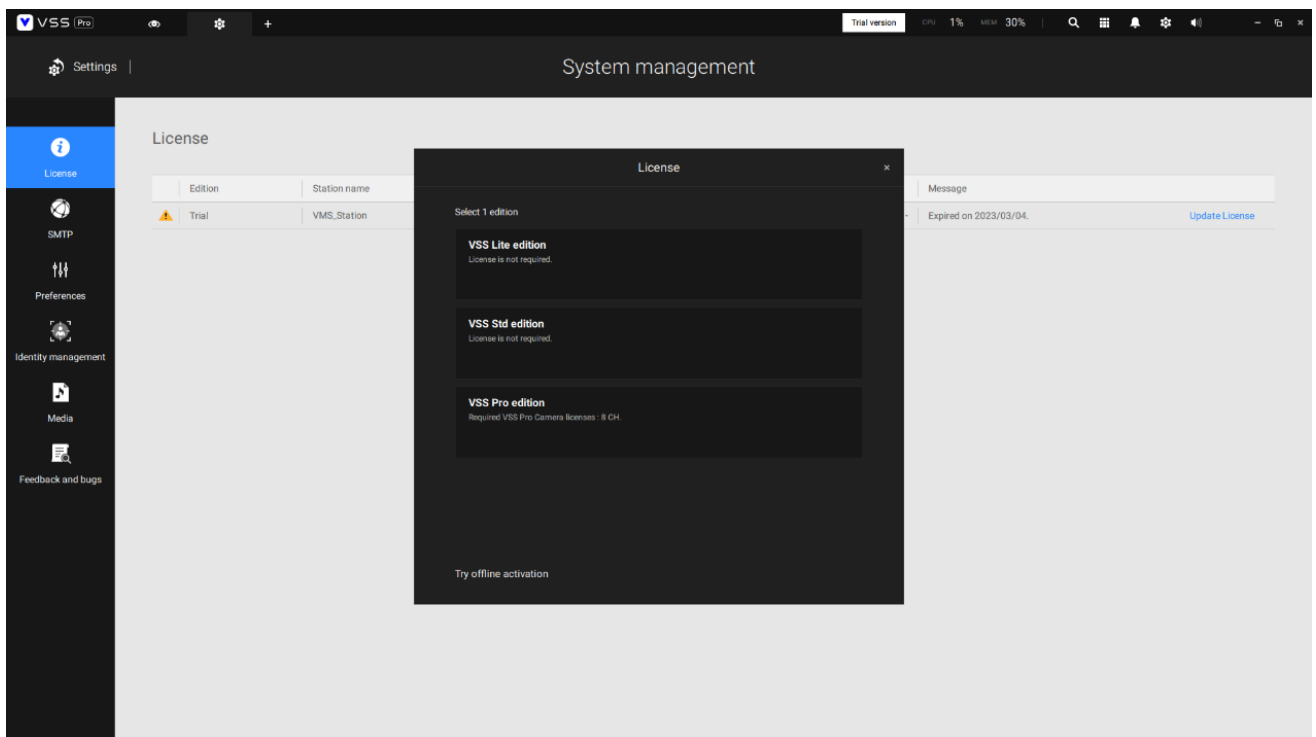 VSS Pro
Trial version CPU 1% MEM 30%
Settings
System management
License
SMTP
Preferences
Identity management
Media
Feedback and bugs
License
Edition Station name Message
Trial VMS_Station - Expired on 2023/03/04. Update License
License
Select 1 edition
VSS Lite edition
License is not required.
VSS Std edition
License is not required.
VSS Pro edition
Required VSS Pro Camera licenses : 8 CH.
Try offline activation